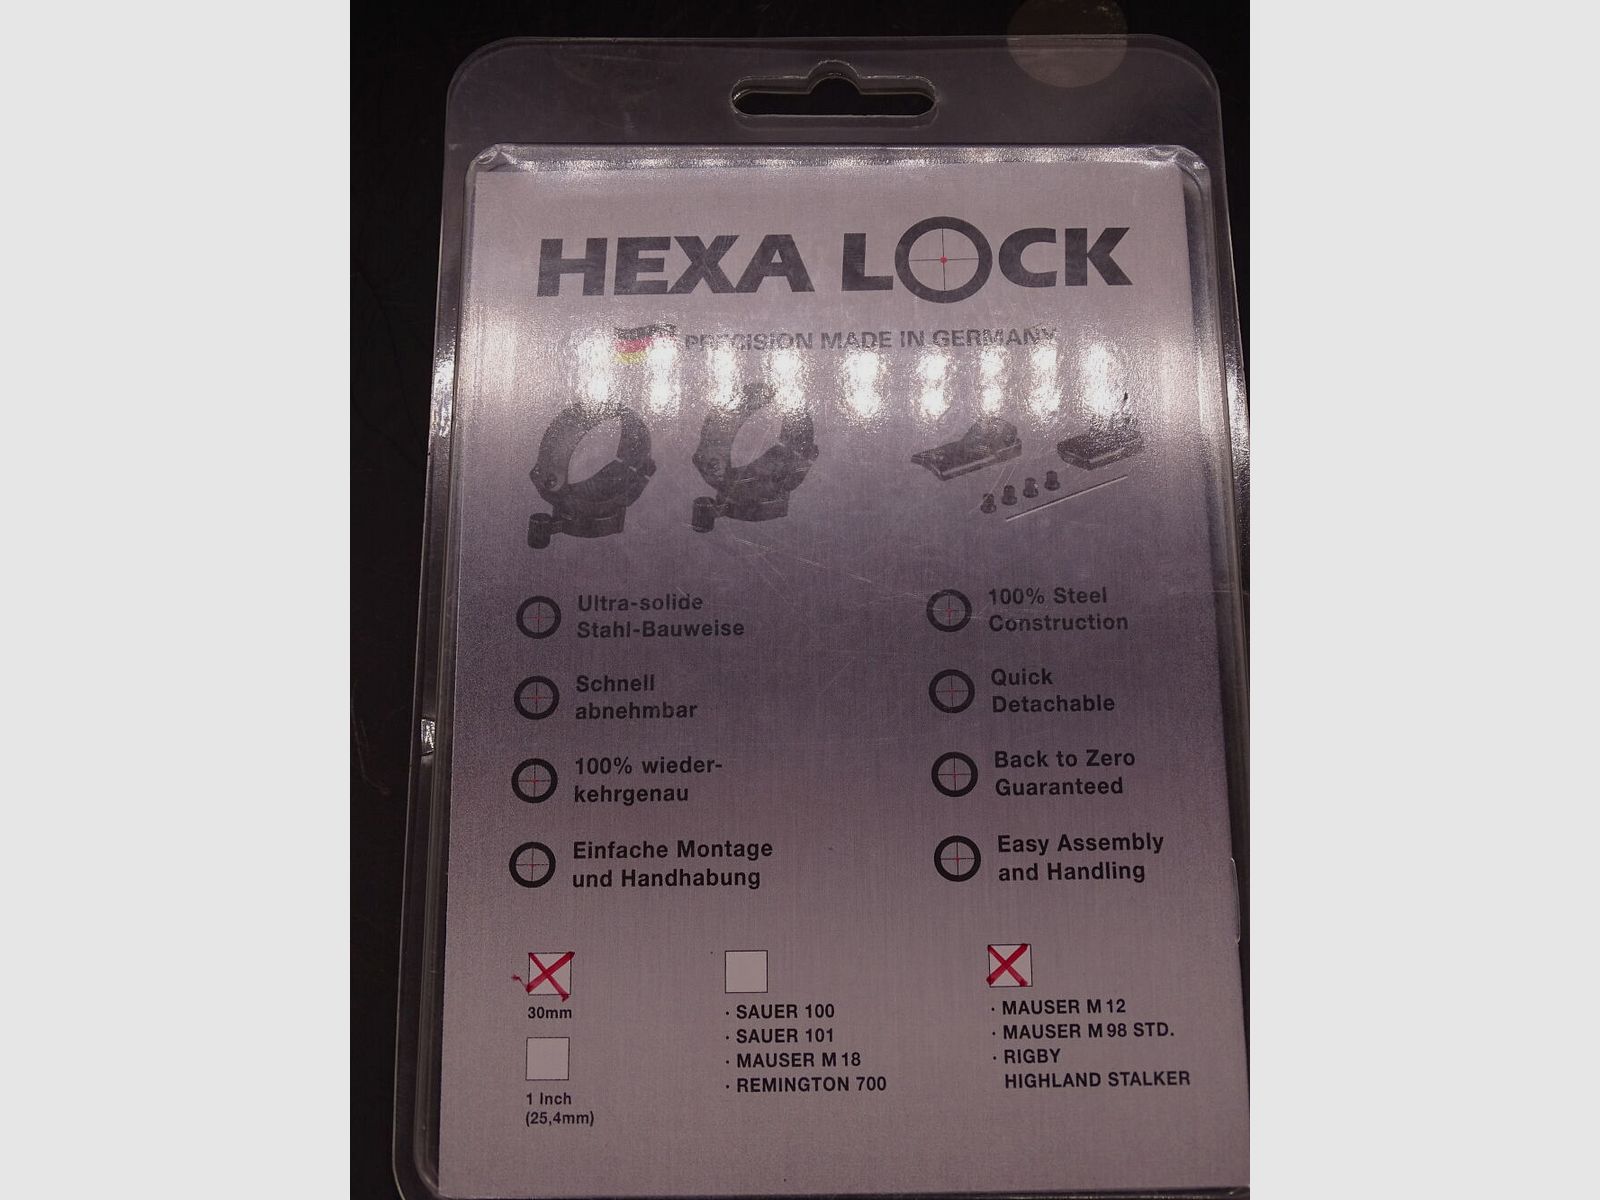 HEXA LOCK
PRECISION MADE IN GERMANY
Ultra-solide
Stahl-Bauweise
Schnell
abnehmbar
100% wieder-
kehrgenau
Einfache Montage
und Handhabung
100% Steel
Construction
Quick
Detachable
Back to Zero
Guaranteed
Easy Assembly
and Handling
30mm
1 Inch
(25,4mm)
· SAUER 100
· SAUER 101
· MAUSER M 18
· REMINGTON 700
· MAUSER M 12
· MAUSER M 98 STD.
· RIGBY
HIGHLAND STALKER